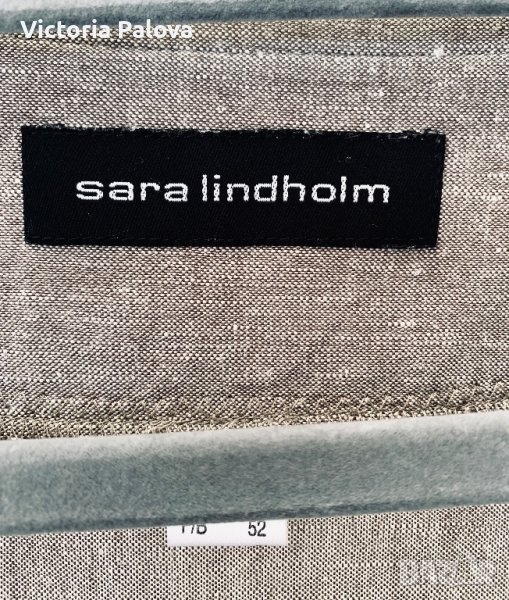 Victoria Palova
sara lindholm
F/B 52